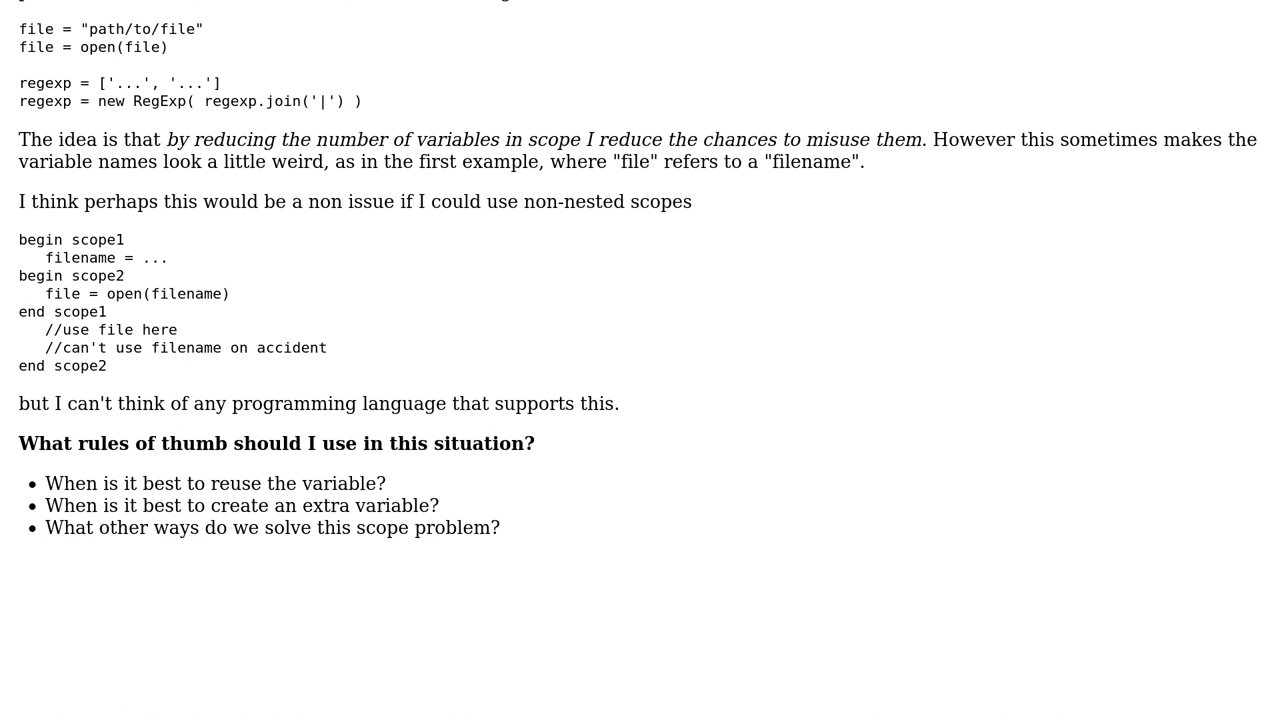 file = "path/to/file"
file = open(file)
regexp = ['...', '...']
regexp = new RegExp( regexp.join('|') )
The idea is that by reducing the number of variables in scope I reduce the chances to misuse them. However this sometimes makes the
variable names look a little weird, as in the first example, where "file" refers to a "filename".
I think perhaps this would be a non issue if I could use non-nested scopes
begin scope1
   filename = ...
begin scope2
   file = open(filename)
end scope1
   //use file here
   //can't use filename on accident
end scope2
but I can't think of any programming language that supports this.
What rules of thumb should I use in this situation?
• When is it best to reuse the variable?
• When is it best to create an extra variable?
• What other ways do we solve this scope problem?